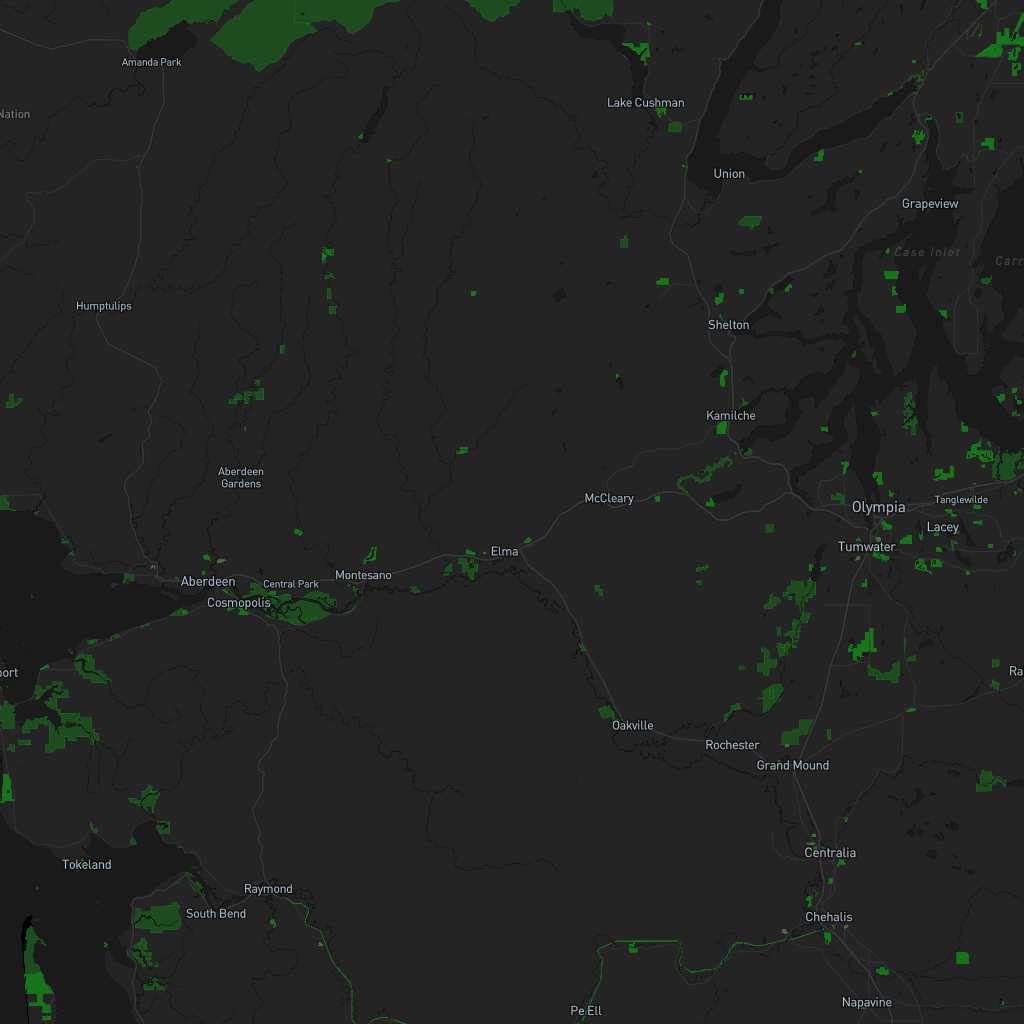 Amanda Park
Lake Cushman
Nation
Union
Grapeview
Case Inlet
Carr
Humptulips
Shelton
Kamilche
Aberdeen
Gardens
McCleary
Tanglewilde
Olympia
Lacey
Tumwater
Elma
Montesano
Aberdeen
Central Park
Cosmopolis
port
Ra
Oakville
Rochester
Grand Mound
Centralia
Tokeland
Raymond
South Bend
Chehalis
Napavine
Pe Ell